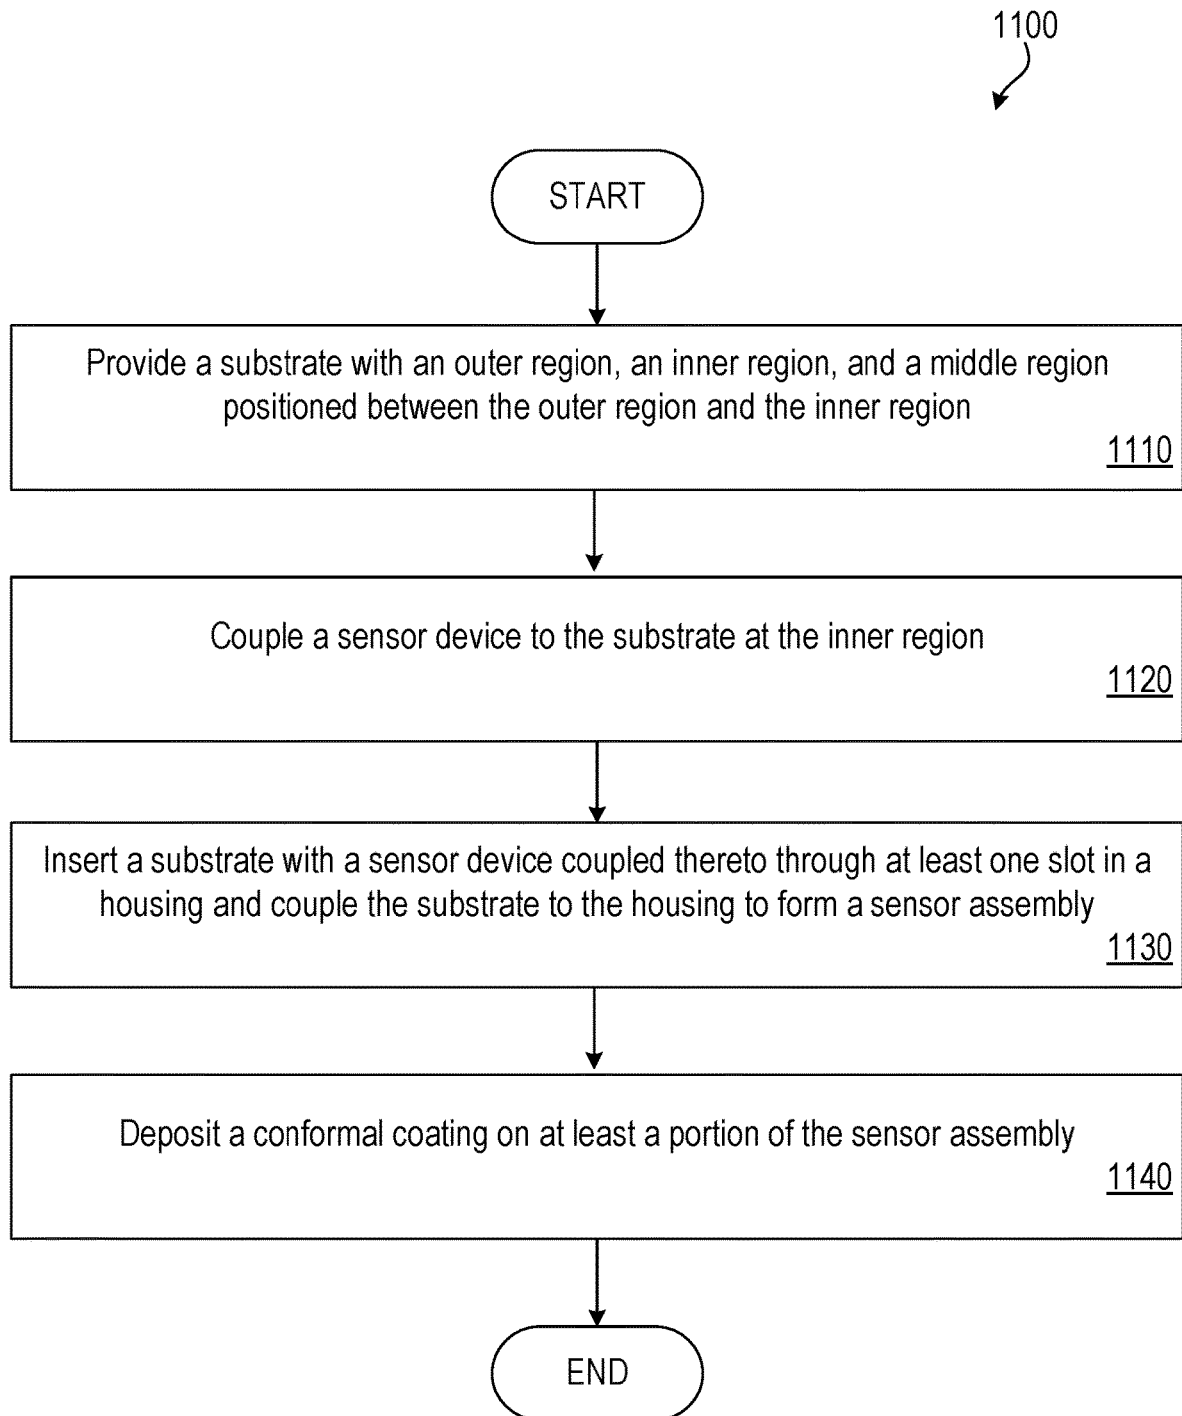 1100
START
Provide a substrate with an outer region, an inner region, and a middle region
positioned between the outer region and the inner region
1110
Couple a sensor device to the substrate at the inner region
1120
Insert a substrate with a sensor device coupled thereto through at least one slot in a
housing and couple the substrate to the housing to form a sensor assembly
1130
Deposit a conformal coating on at least a portion of the sensor assembly
1140
END